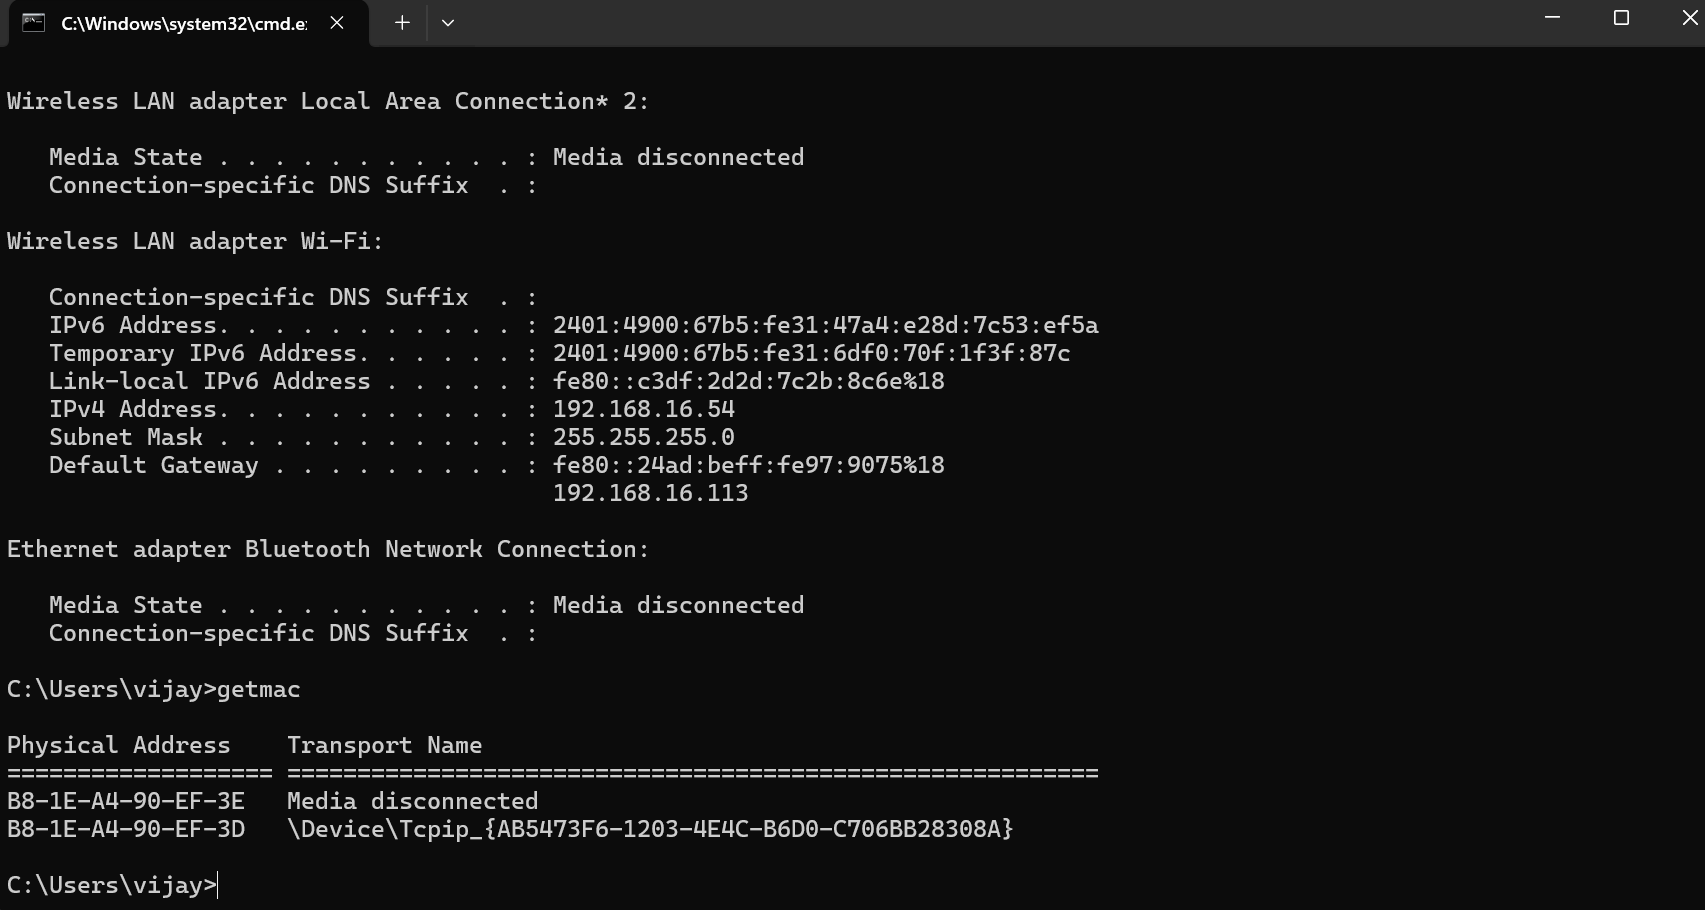 C:\Windows\system32\cmd.e
Wireless LAN adapter Local Area Connection* 2:
Media State . . . . . . . . . . . : Media disconnected
Connection-specific DNS Suffix  . :
Wireless LAN adapter Wi-Fi:
Connection-specific DNS Suffix  . :
IPv6 Address. . . . . . . . . . . : 2401:4900:67b5:fe31:47a4:e28d:7c53:ef5a
Temporary IPv6 Address. . . . . . : 2401:4900:67b5:fe31:6df0:70f:1f3f:87c
Link-local IPv6 Address . . . . . : fe80::c3df:2d2d:7c2b:8c6e%18
IPv4 Address. . . . . . . . . . . : 192.168.16.54
Subnet Mask . . . . . . . . . . . : 255.255.255.0
Default Gateway . . . . . . . . . : fe80::24ad:beff:fe97:9075%18
192.168.16.113
Ethernet adapter Bluetooth Network Connection:
Media State . . . . . . . . . . . : Media disconnected
Connection-specific DNS Suffix  . :
C:\Users\vijay>getmac
Physical Address    Transport Name
=================== ==========================================================
B8-1E-A4-90-EF-3E   Media disconnected
B8-1E-A4-90-EF-3D   \Device\Tcpip_{AB5473F6-1203-4E4C-B6D0-C706BB28308A}
C:\Users\vijay>